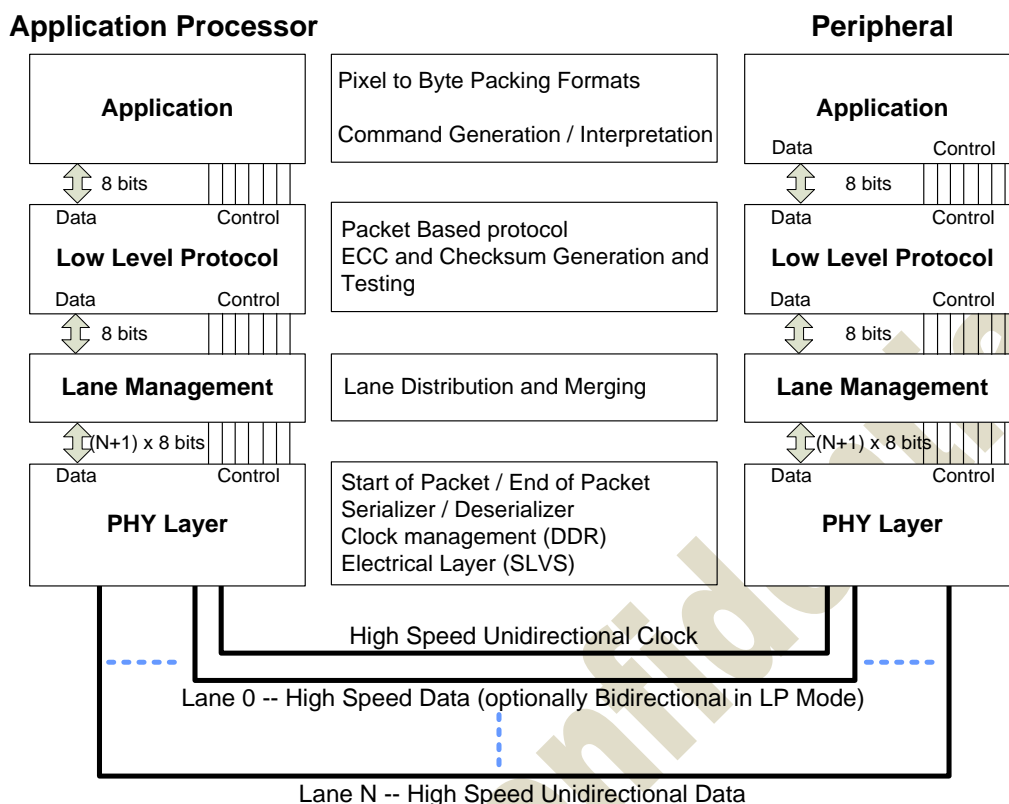 Application Processor
Peripheral
Application
Pixel to Byte Packing Formats
Command Generation / Interpretation
Application
Data Control
8 bits
8 bits
Data Control
Low Level Protocol
Data Control
Packet Based protocol
ECC and Checksum Generation and
Testing
Data Control
Low Level Protocol
Data Control
8 bits
8 bits
Lane Management
Lane Distribution and Merging
Lane Management
(N+1) x 8 bits
(N+1) x 8 bits
Data Control
PHY Layer
Start of Packet / End of Packet
Serializer / Deserializer
Clock management (DDR)
Electrical Layer (SLVS)
Data Control
PHY Layer
High Speed Unidirectional Clock
Lane 0 -- High Speed Data (optionally Bidirectional in LP Mode)
Lane N -- High Speed Unidirectional Data